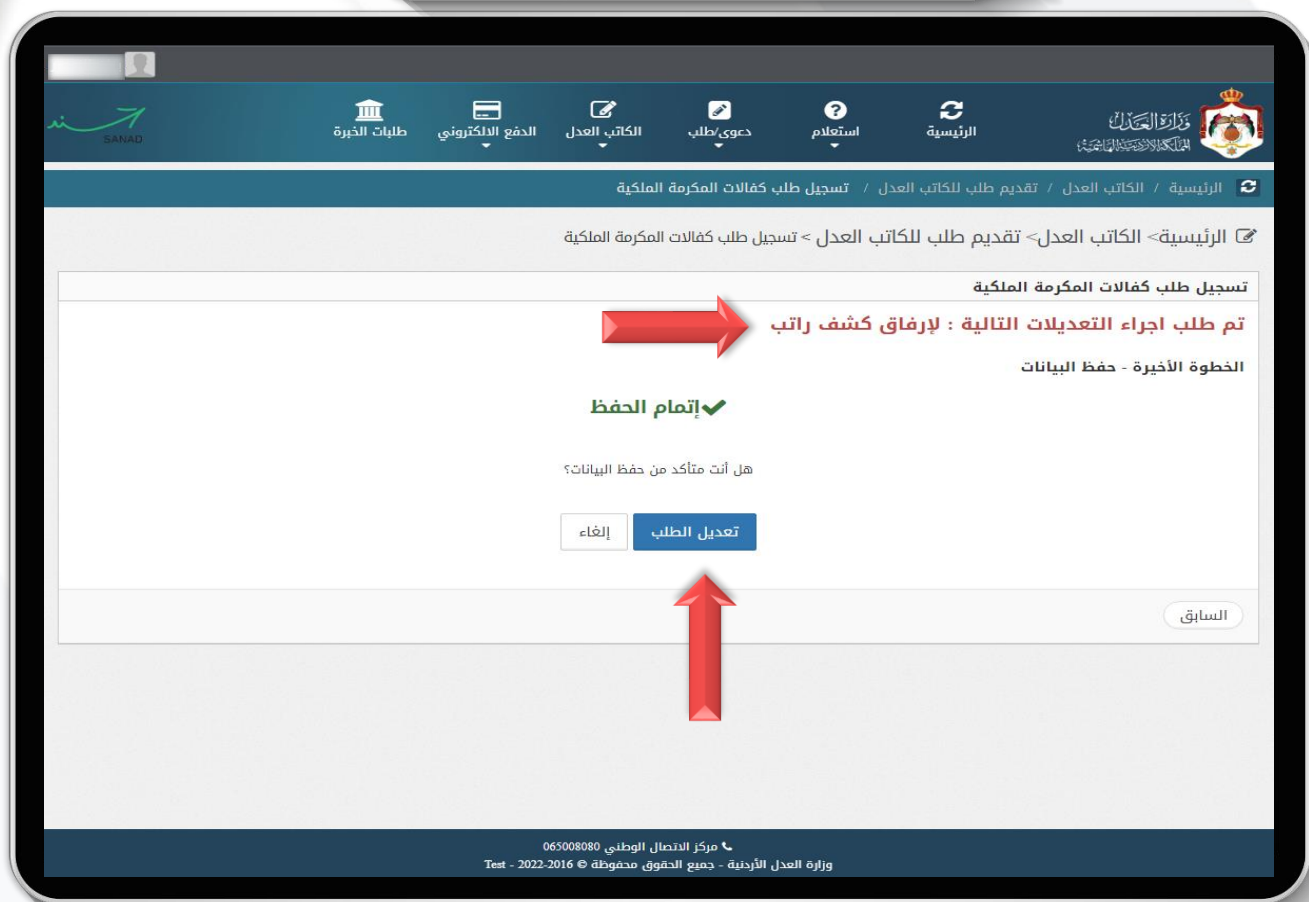 وزارة العدل
المملكة الأردنية الهاشمية
الرئيسية
استعلام
دعوى/طلب
الكاتب العدل
الدفع الالكتروني
طلبات الخبرة
سند
SANAD
الرئيسية / الكاتب العدل / تقديم طلب للكاتب العدل / تسجيل طلب كفالات المكرمة الملكية
الرئيسية> الكاتب العدل> تقديم طلب للكاتب العدل > تسجيل طلب كفالات المكرمة الملكية
تسجيل طلب كفالات المكرمة الملكية
تم طلب اجراء التعديلات التالية : لإرفاق كشف راتب
الخطوة الأخيرة - حفظ البيانات
إتمام الحفظ
هل أنت متأكد من حفظ البيانات؟
تعديل الطلب
إلغاء
السابق
مركز الاتصال الوطني 065008080
وزارة العدل الأردنية - جميع الحقوق محفوظة © 2016-2022 - Test